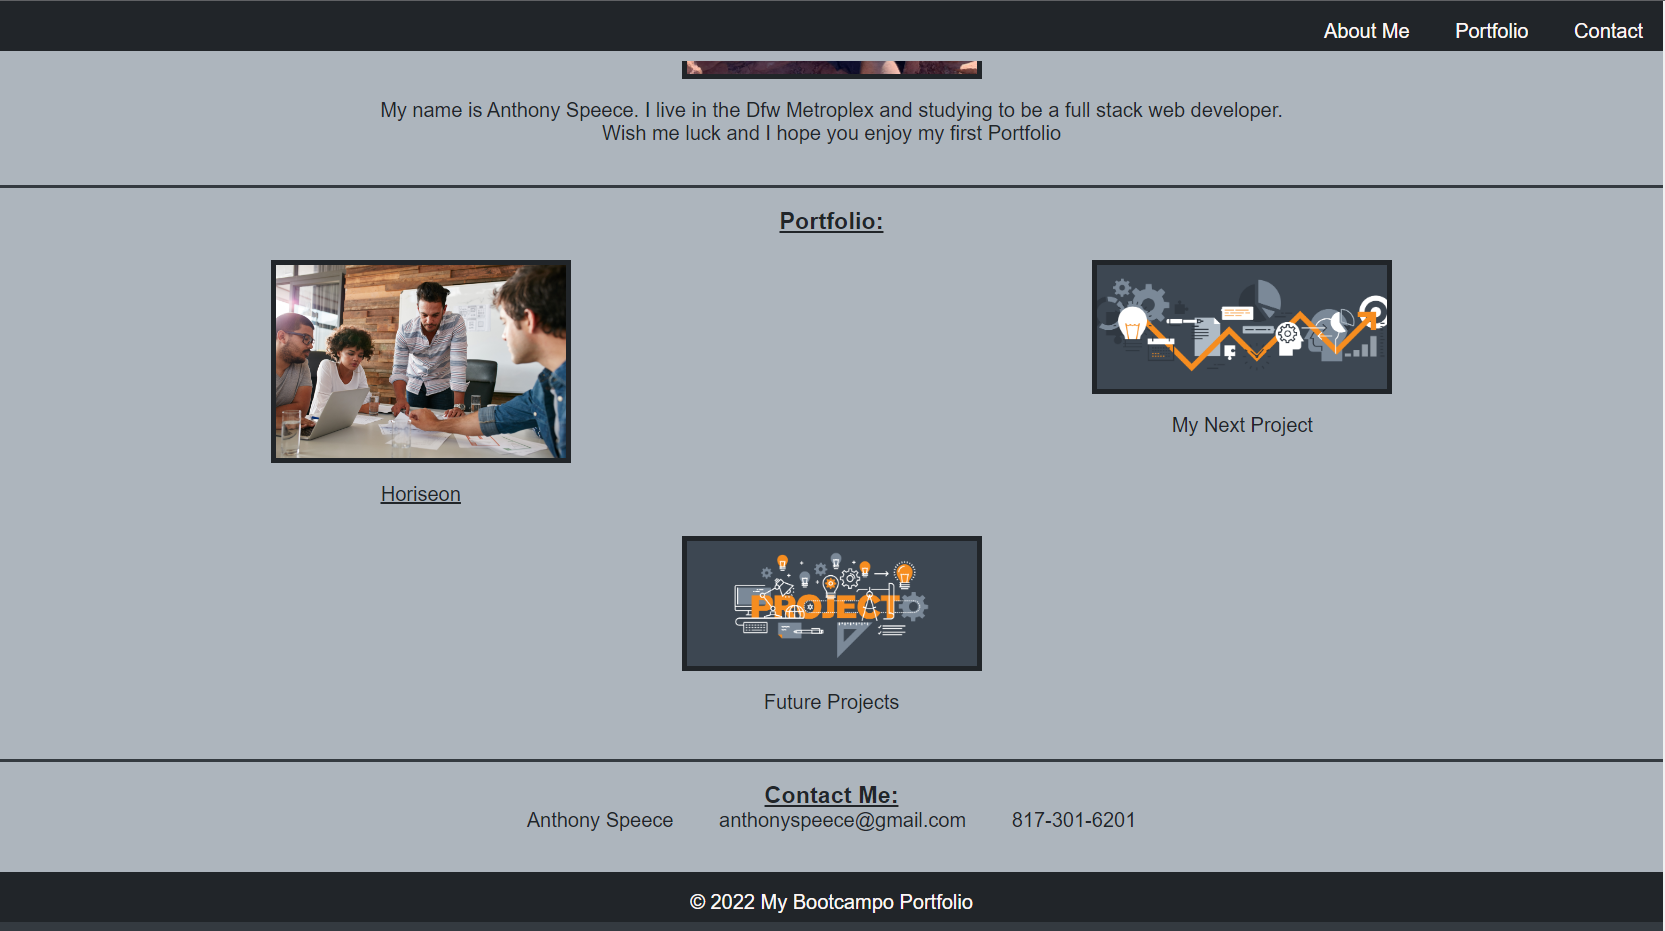 About Me Portfolio Contact
My name is Anthony Speece. I live in the Dfw Metroplex and studying to be a full stack web developer.
Wish me luck and I hope you enjoy my first Portfolio
Portfolio:
Horiseon
My Next Project
PROJECT
Future Projects
Contact Me:
Anthony Speece anthonyspeece@gmail.com 817-301-6201
© 2022 My Bootcampo Portfolio